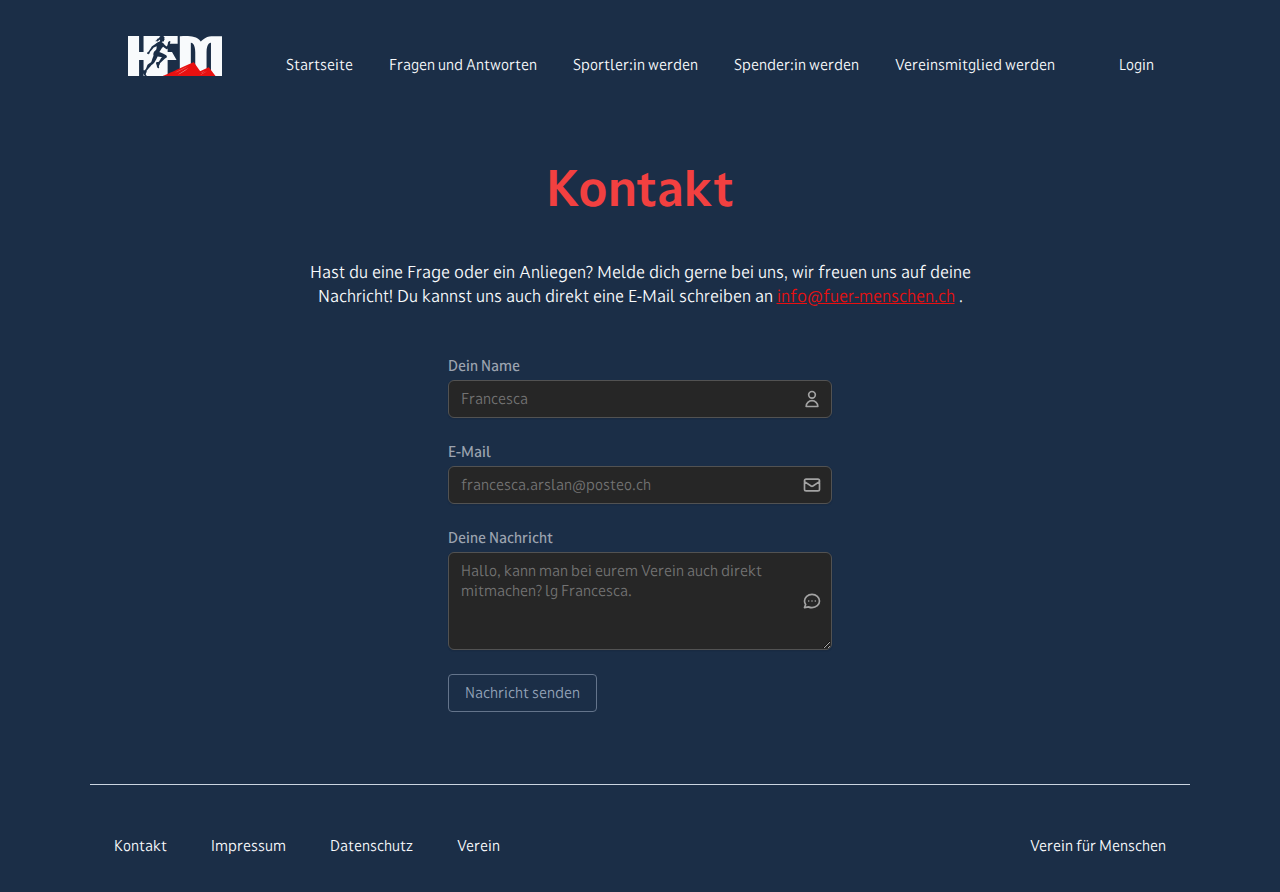 HFM
Startseite
Fragen und Antworten
Sportler:in werden
Spender:in werden
Vereinsmitglied werden
Login
Kontakt
Hast du eine Frage oder ein Anliegen? Melde dich gerne bei uns, wir freuen uns auf deine
Nachricht! Du kannst uns auch direkt eine E-Mail schreiben an info@fuer-menschen.ch .
Dein Name
Francesca
E-Mail
francesca.arslan@posteo.ch
Deine Nachricht
Hallo, kann man bei eurem Verein auch direkt
mitmachen? lg Francesca.
Nachricht senden
Kontakt
Impressum
Datenschutz
Verein
Verein für Menschen